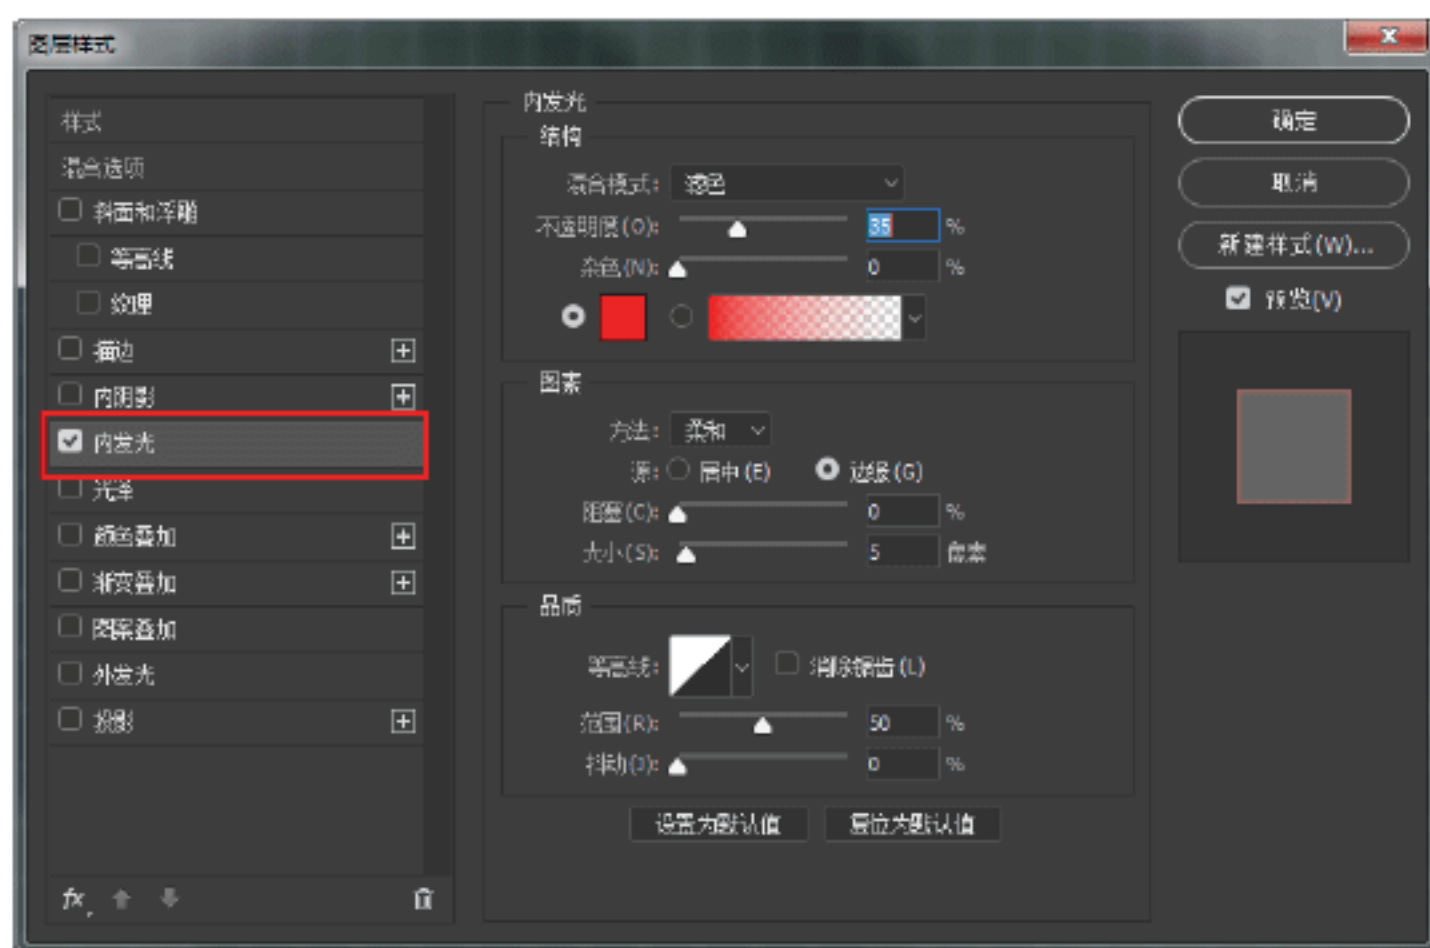 图层样式
样式
混合选项
斜面和浮雕
等高线
纹理
描边
内阴影
内发光
光泽
颜色叠加
渐变叠加
图案叠加
外发光
投影
fx
内发光
结构
混合模式: 滤色
不透明度(O): 35 %
杂色(N): 0 %
图素
方法: 柔和
源: 居中(E) 边缘(G)
阻塞(C): 0 %
大小(S): 5 像素
品质
等高线: 消除锯齿(L)
范围(R): 50 %
抖动(J): 0 %
设置为默认值 复位为默认值
确定
取消
新建样式(W)...
预览(V)